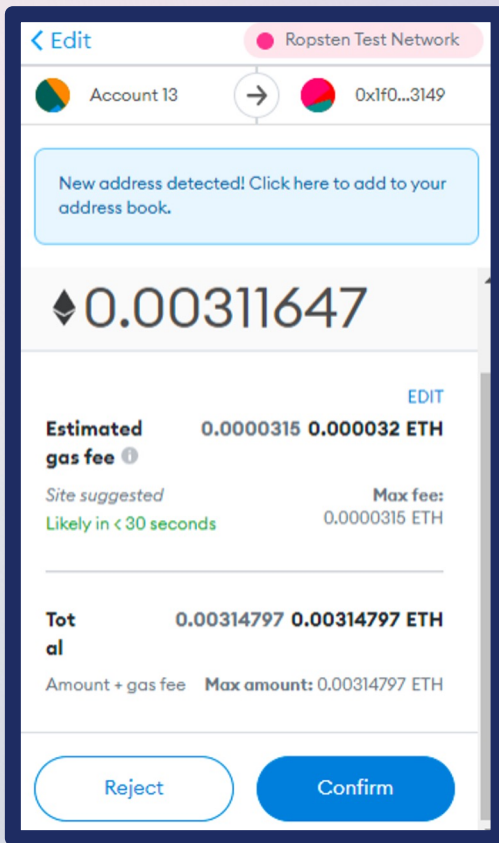 < Edit
Ropsten Test Network
Account 13
0x1f0...3149
New address detected! Click here to add to your
address book.
0.00311647
EDIT
Estimated 0.0000315 0.000032 ETH
gas fee
Site suggested Max fee:
Likely in < 30 seconds 0.0000315 ETH
Tot 0.00314797 0.00314797 ETH
al
Amount + gas fee Max amount: 0.00314797 ETH
Reject
Confirm